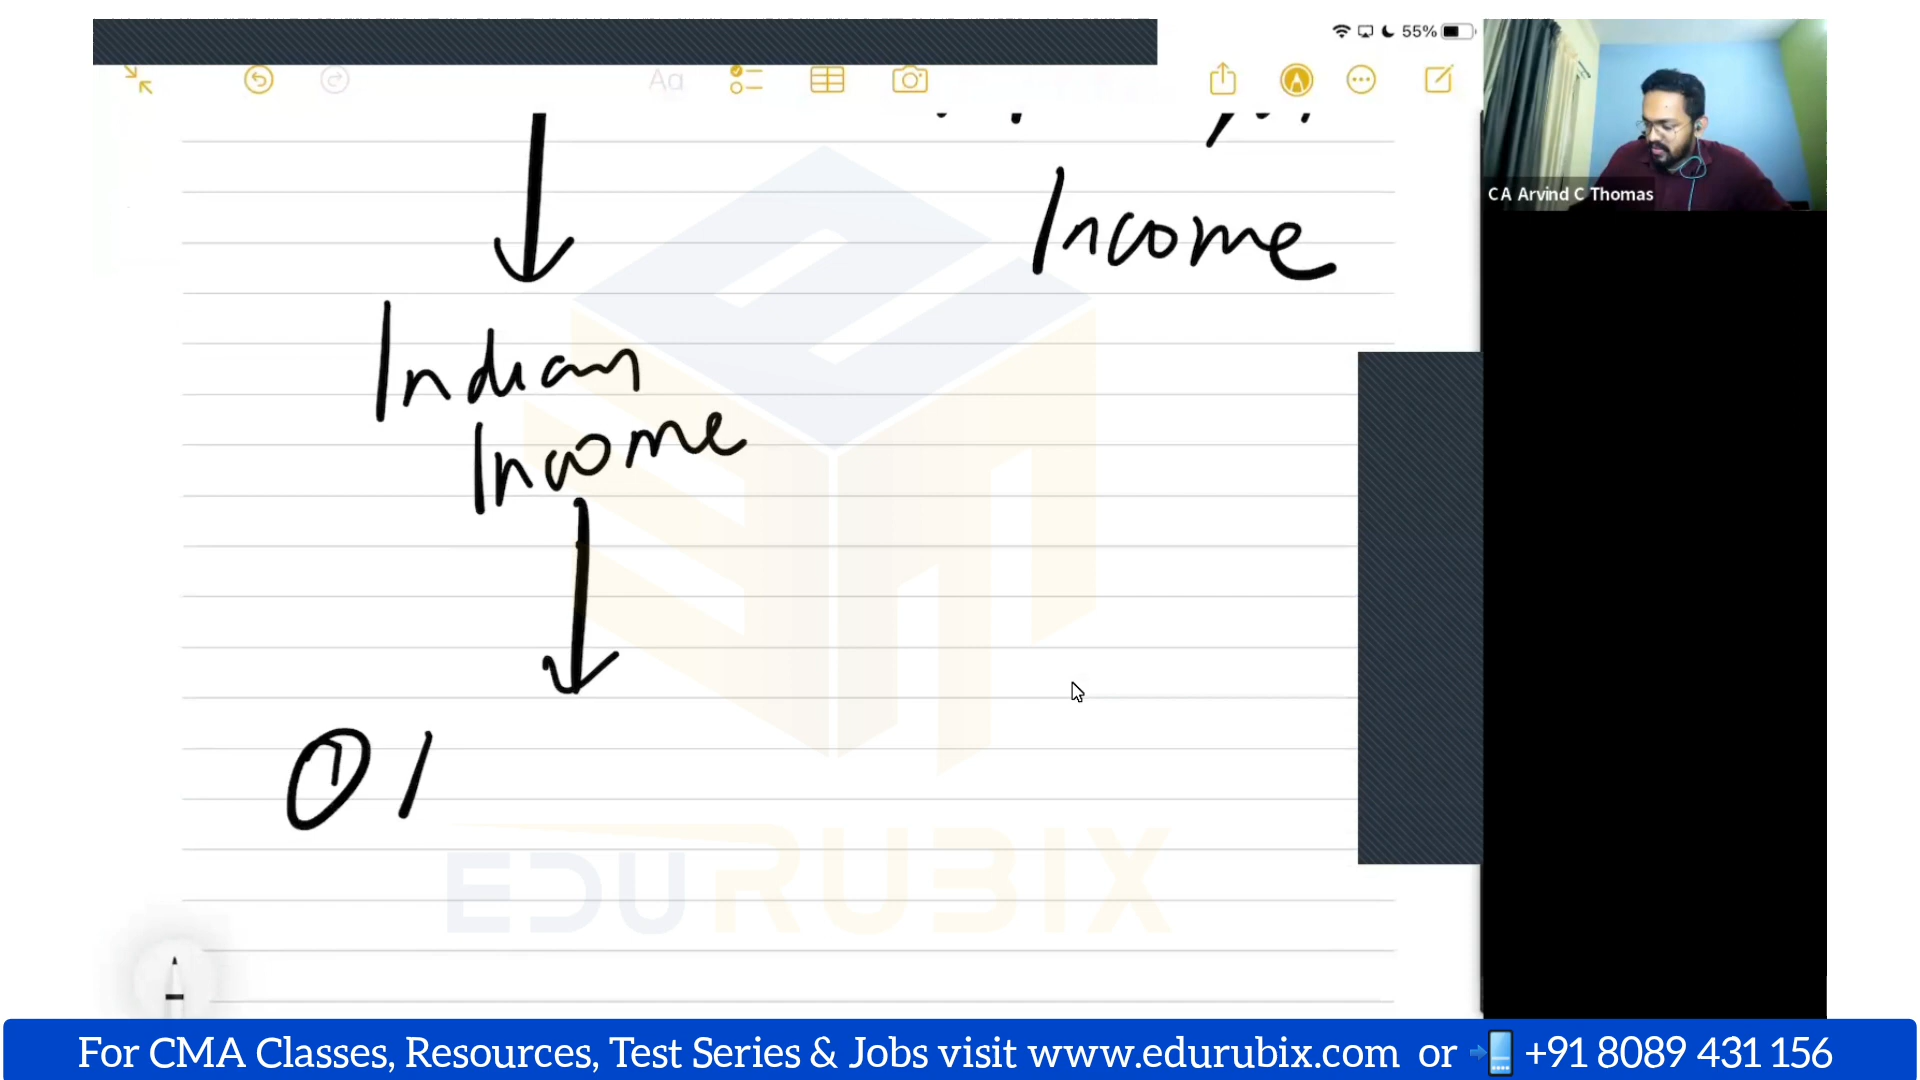 55%
Aa
CA Arvind C Thomas
Income
Indian
Income
① I
EDURUBIX
For CMA Classes, Resources, Test Series & Jobs visit www.edurubix.com or +91 8089 431 156